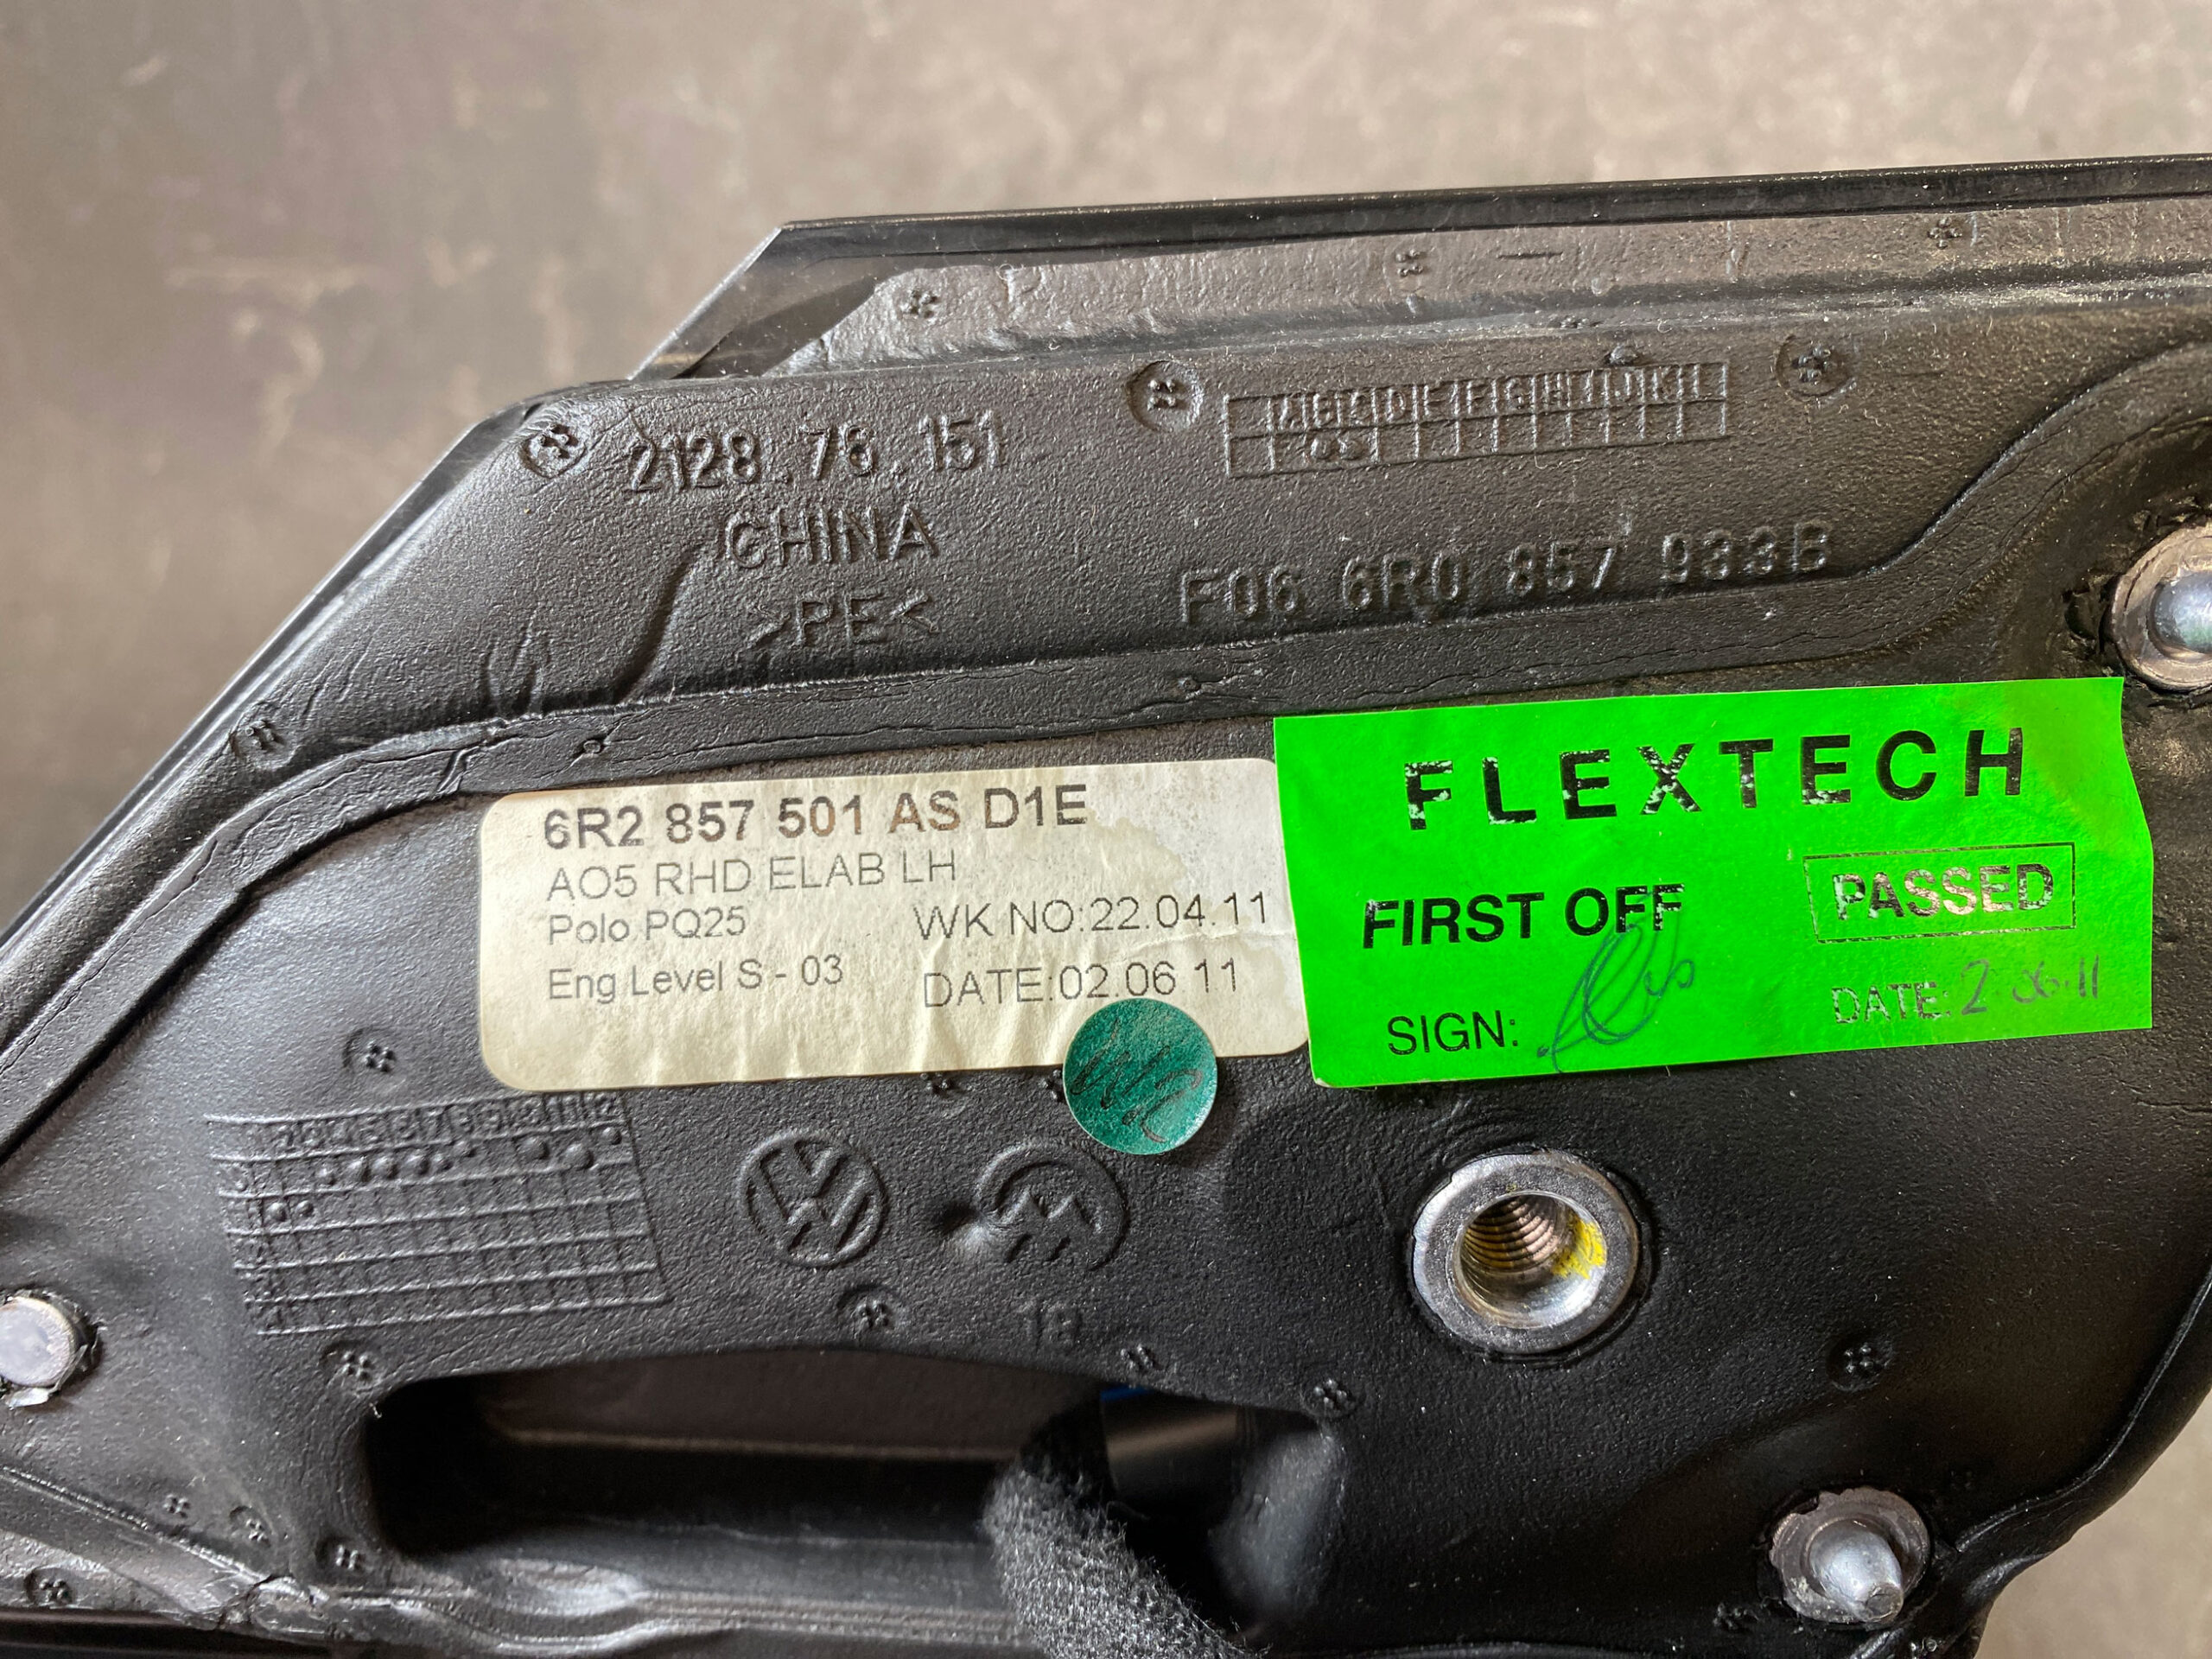 2128.76.151
CHINA
>PE<
A B C D E F G H I J K L
F06 6R0 857 933B
6R2 857 501 AS D1E
AO5 RHD ELAB LH
Polo PQ25 WK NO:22.04.11
Eng Level S - 03 DATE:02.06 11
FLEXTECH
FIRST OFF PASSED
SIGN: DATE: 2.06.11
18